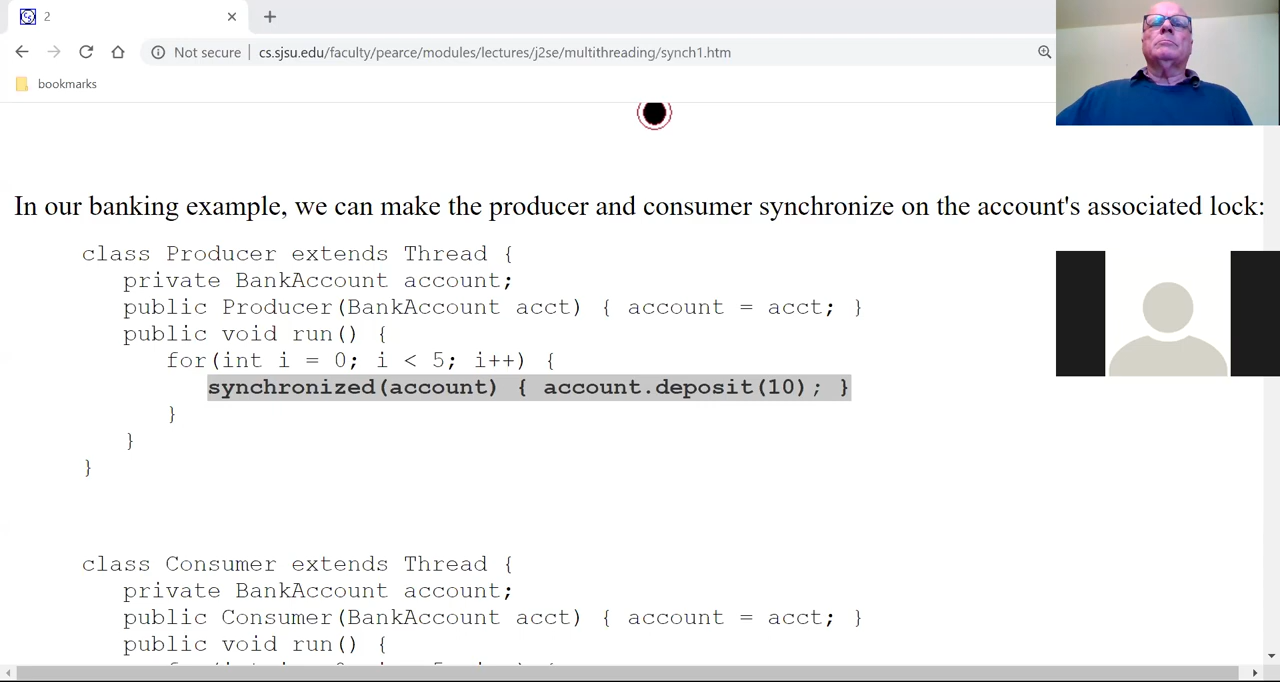 2
Not secure | cs.sjsu.edu/faculty/pearce/modules/lectures/j2se/multithreading/synch1.htm
bookmarks
In our banking example, we can make the producer and consumer synchronize on the account's associated lock:
class Producer extends Thread {
private BankAccount account;
public Producer(BankAccount acct) { account = acct; }
public void run() {
for(int i = 0; i < 5; i++) {
synchronized(account) { account.deposit(10); }
}
}
}
class Consumer extends Thread {
private BankAccount account;
public Consumer(BankAccount acct) { account = acct; }
public void run() {